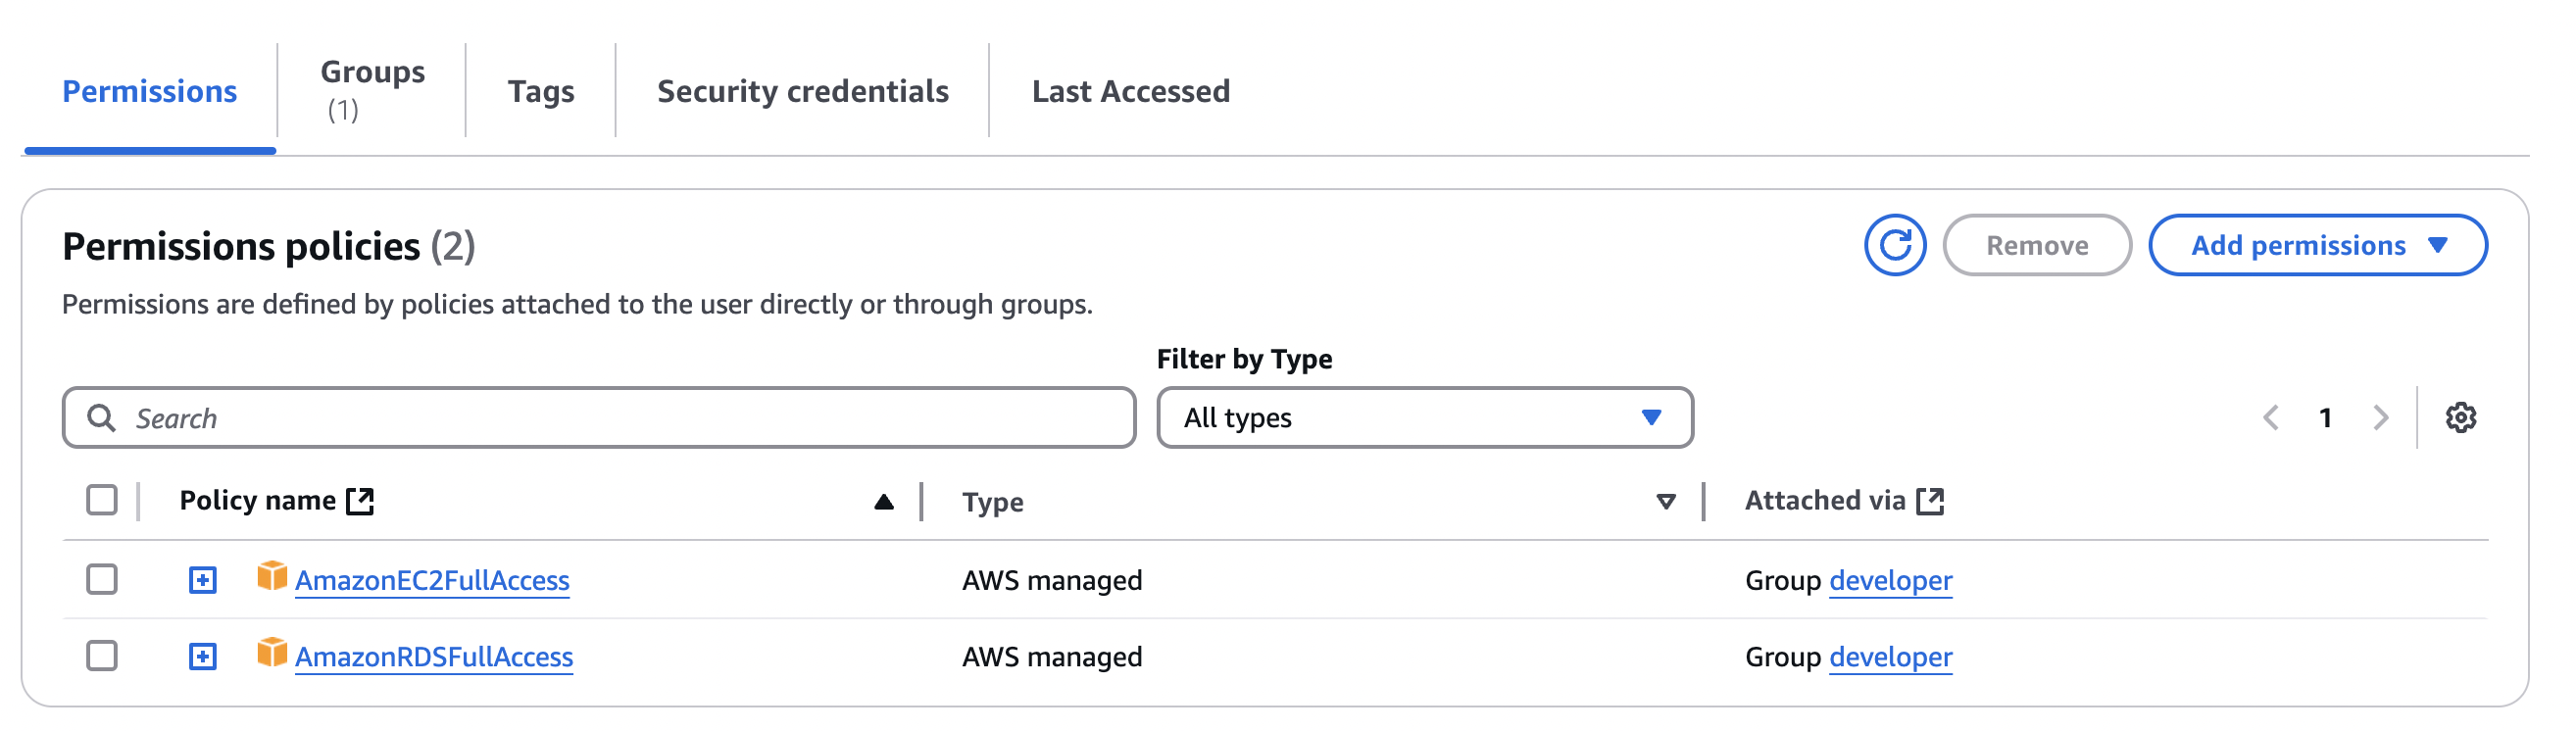 Permissions
Groups
(1)
Tags
Security credentials
Last Accessed
Permissions policies (2)
Remove
Add permissions
Permissions are defined by policies attached to the user directly or through groups.
Filter by Type
Search
All types
1
Policy name
Type
Attached via
AmazonEC2FullAccess
AWS managed
Group developer
AmazonRDSFullAccess
AWS managed
Group developer